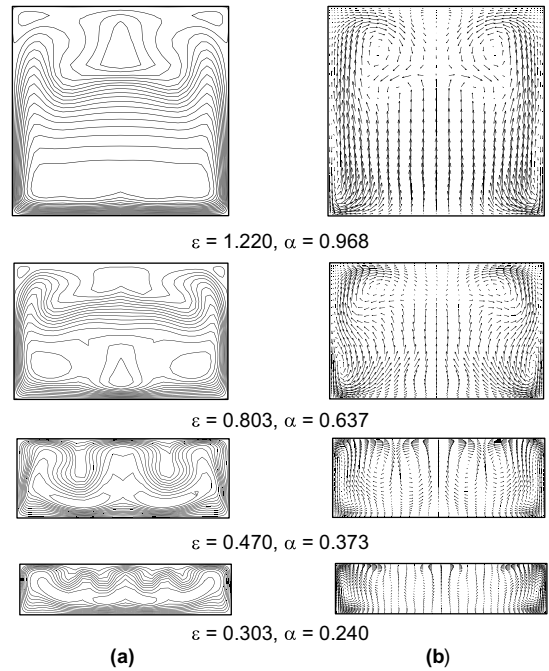 ε = 1.220, α = 0.968
ε = 0.803, α = 0.637
ε = 0.470, α = 0.373
ε = 0.303, α = 0.240
(a) (b)